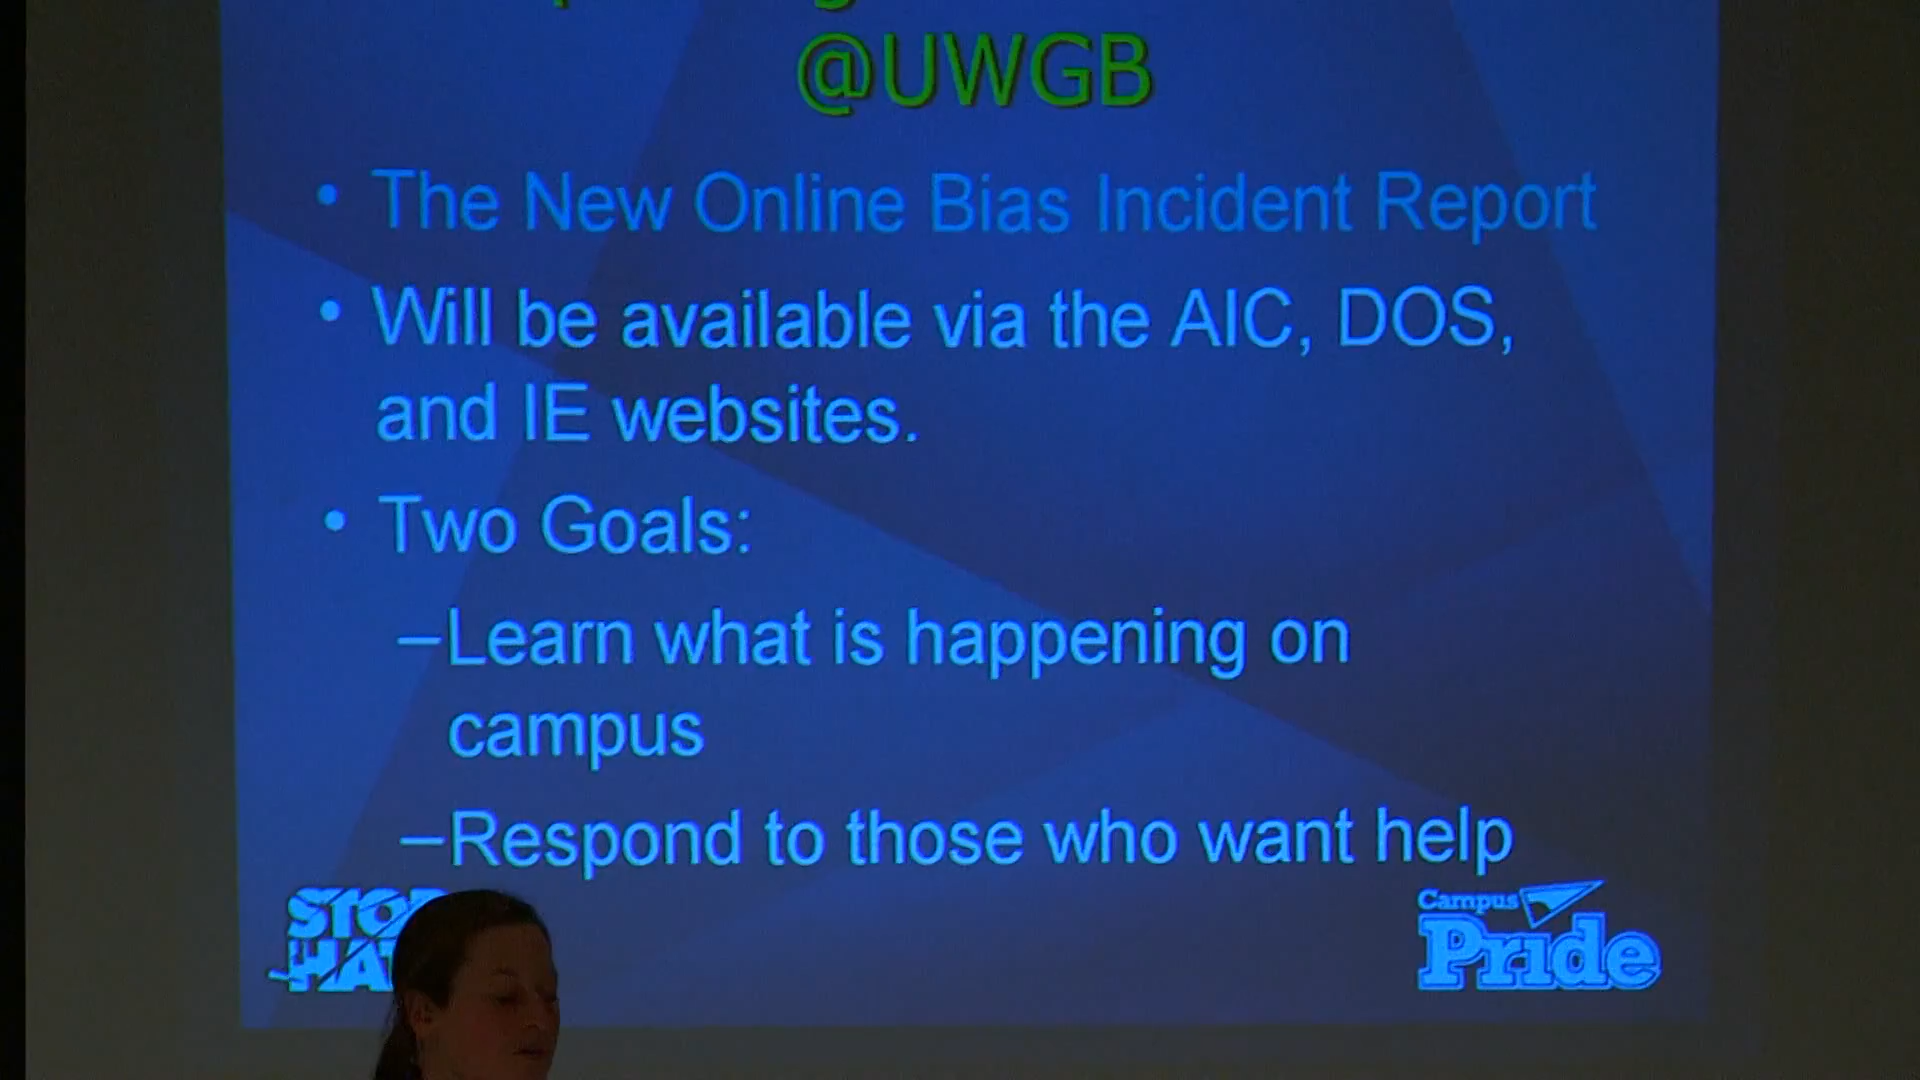 @UWGB
• The New Online Bias Incident Report
• Will be available via the AIC, DOS,
and IE websites.
• Two Goals:
–Learn what is happening on
campus
–Respond to those who want help
STOP
Campus
Pride